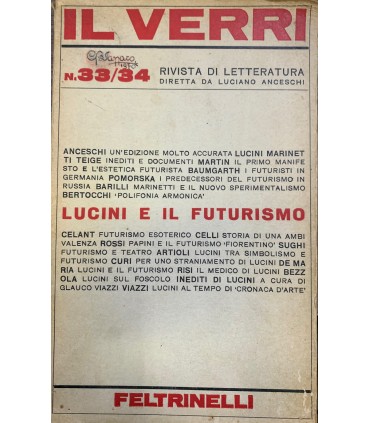 IL VERRI
N.33/34 RIVISTA DI LETTERATURA
DIRETTA DA LUCIANO ANCESCHI
ANCESCHI UN'EDIZIONE MOLTO ACCURATA LUCINI MARINET
TI TEIGE INEDITI E DOCUMENTI MARTIN IL PRIMO MANIFE
STO E L'ESTETICA FUTURISTA BAUMGARTH I FUTURISTI IN
GERMANIA POMORSKA I PREDECESSORI DEL FUTURISMO IN
RUSSIA BARILLI MARINETTI E IL NUOVO SPERIMENTALISMO
BERTOCCHI 'POLIFONIA ARMONICA'
LUCINI E IL FUTURISMO
CELANT FUTURISMO ESOTERICO CELLI STORIA DI UNA AMBI
VALENZA ROSSI PAPINI E IL FUTURISMO 'FIORENTINO' SUGHI
FUTURISMO E TEATRO ARTIOLI LUCINI TRA SIMBOLISMO E
FUTURISMO CURI PER UNO STRANIAMENTO DI LUCINI DE MA
RIA LUCINI E IL FUTURISMO RISI IL MEDICO DI LUCINI BEZZ
OLA LUCINI SUL FOSCOLO INEDITI DI LUCINI A CURA DI
GLAUCO VIAZZI VIAZZI LUCINI AL TEMPO DI 'CRONACA D'ARTE'
FELTRINELLI